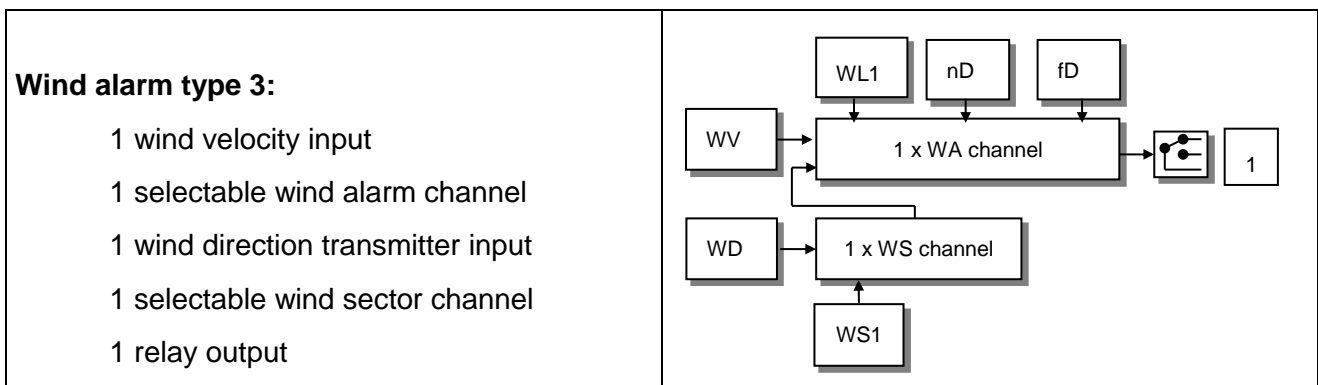 Wind alarm type 3:
1 wind velocity input
1 selectable wind alarm channel
1 wind direction transmitter input
1 selectable wind sector channel
1 relay output
WL1
nD
fD
WV
1 x WA channel
1
WD
1 x WS channel
WS1